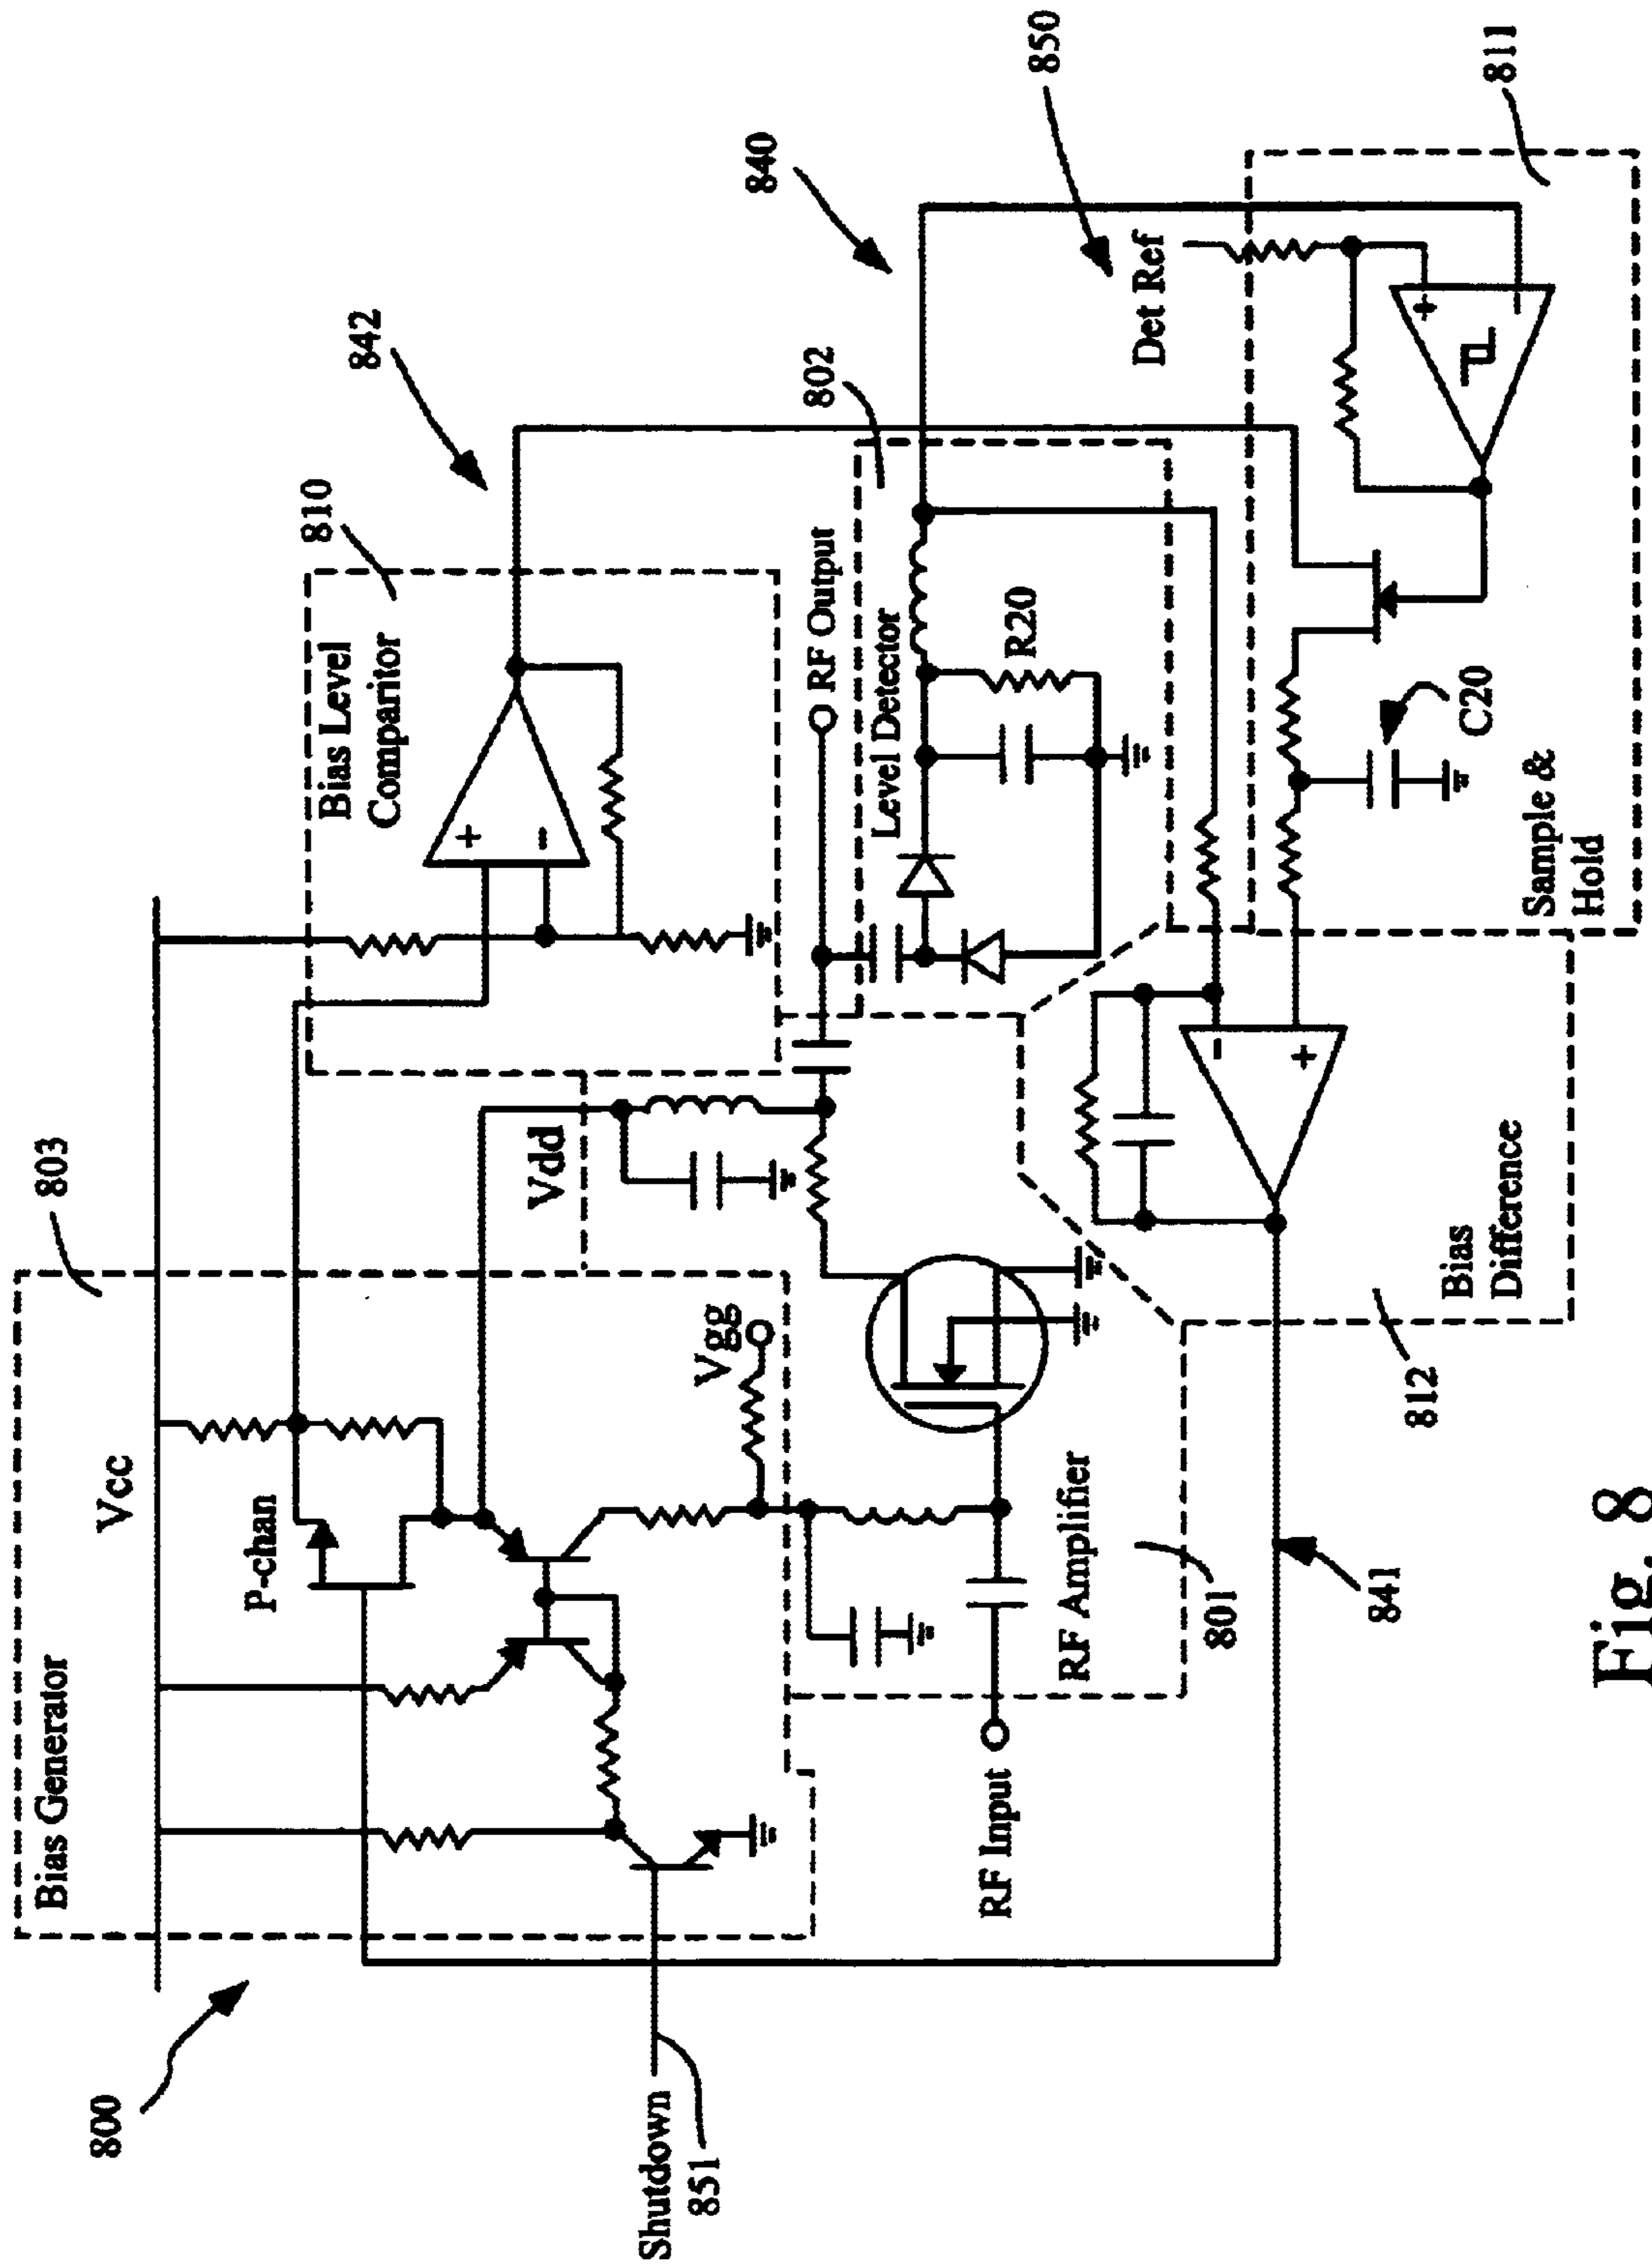 800
Bias Generator
Vcc
803
P-chan
Vgg
Vdd
810
Bias Level
Comparitor
+
-
842
840
850
Shutdown
851
RF Input
RF Amplifier
801
RF Output
Level Detector
802
R20
Det Ref
841
Bias
Difference
812
-
+
Sample &
Hold
C20
+
-
811
Fig. 8